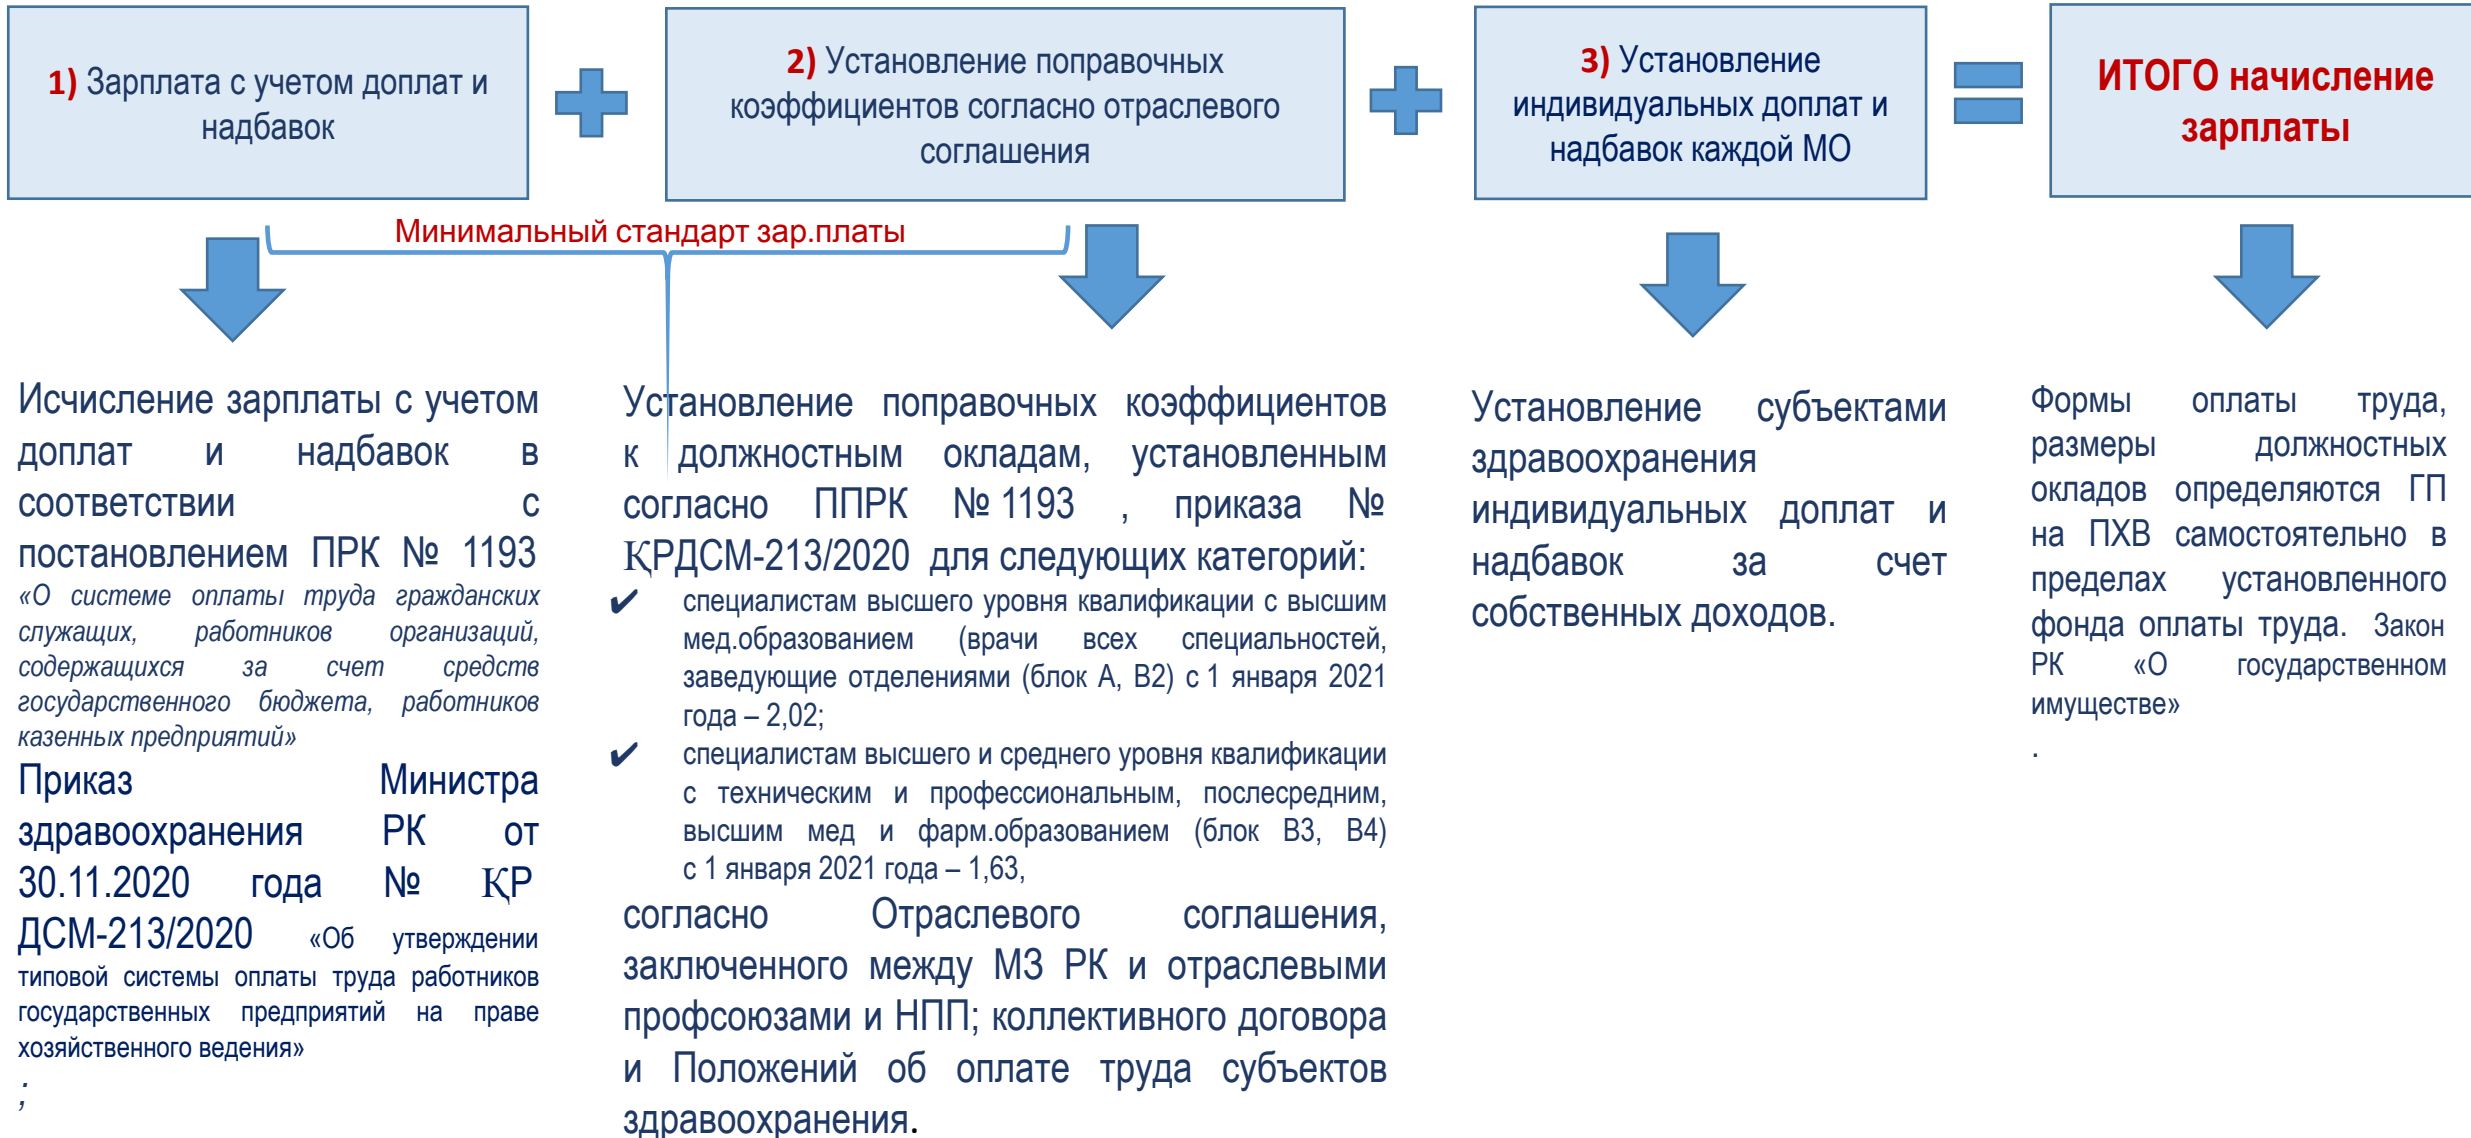 1) Зарплата с учетом доплат и
надбавок
2) Установление поправочных
коэффициентов согласно отраслевого
соглашения
3) Установление
индивидуальных доплат и
надбавок каждой МО
ИТОГО начисление
зарплаты
Минимальный стандарт зар.платы
Исчисление зарплаты с учетом
доплат и надбавок в
соответствии с
постановлением ПРК № 1193
«О системе оплаты труда гражданских
служащих, работников организаций,
содержащихся за счет средств
государственного бюджета, работников
казенных предприятий»
Приказ Министра
здравоохранения РК от
30.11.2020 года № ҚР
ДСМ-213/2020 «Об утверждении
типовой системы оплаты труда работников
государственных предприятий на праве
хозяйственного ведения»
;
Установление поправочных коэффициентов
к должностным окладам, установленным
согласно ППРК № 1193 , приказа №
ҚРДСМ-213/2020 для следующих категорий:
✔ специалистам высшего уровня квалификации с высшим
мед.образованием (врачи всех специальностей,
заведующие отделениями (блок А, В2) с 1 января 2021
года – 2,02;
✔ специалистам высшего и среднего уровня квалификации
с техническим и профессиональным, послесредним,
высшим мед и фарм.образованием (блок В3, В4)
с 1 января 2021 года – 1,63,
согласно Отраслевого соглашения,
заключенного между МЗ РК и отраслевыми
профсоюзами и НПП; коллективного договора
и Положений об оплате труда субъектов
здравоохранения.
Установление субъектами
здравоохранения
индивидуальных доплат и
надбавок за счет
собственных доходов.
Формы оплаты труда,
размеры должностных
окладов определяются ГП
на ПХВ самостоятельно в
пределах установленного
фонда оплаты труда. Закон
РК «О государственном
имуществе»
.